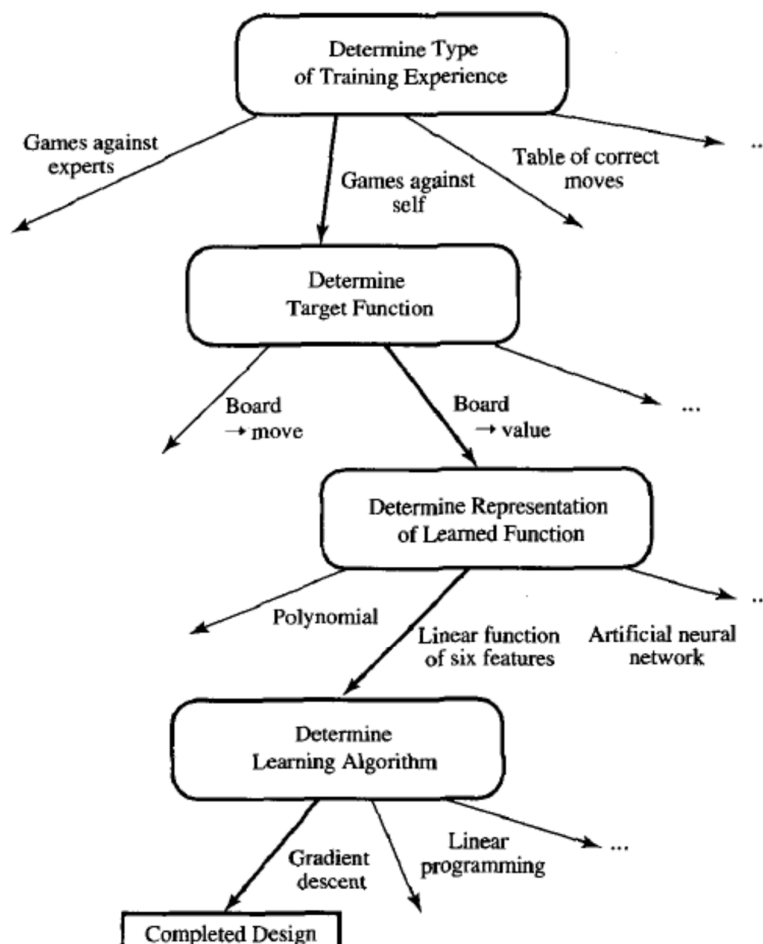 Determine Type
of Training Experience
Games against
experts
Games against
self
Table of correct
moves
..
Determine
Target Function
Board
→ move
Board
→ value
...
Determine Representation
of Learned Function
Polynomial
Linear function
of six features
Artificial neural
network
..
Determine
Learning Algorithm
Gradient
descent
Linear
programming
...
Completed Design